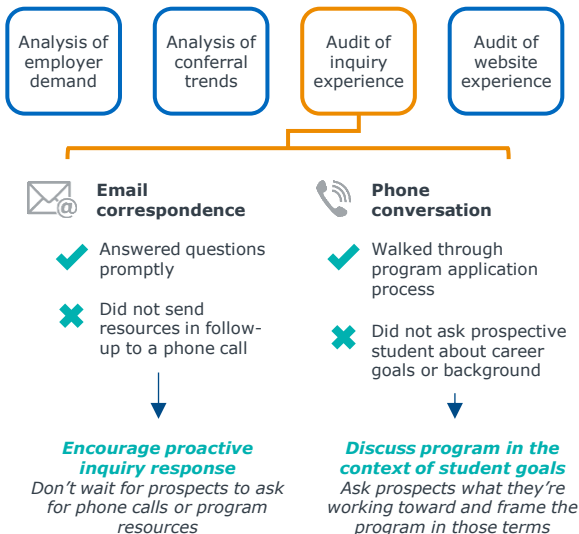 Analysis of
employer
demand
Analysis of
conferral
trends
Audit of
inquiry
experience
Audit of
website
experience
Email
correspondence
Answered questions
promptly
Did not send
resources in follow-
up to a phone call
Encourage proactive
inquiry response
Don't wait for prospects to ask
for phone calls or program
resources
Phone
conversation
Walked through
program application
process
Did not ask prospective
student about career
goals or background
Discuss program in the
context of student goals
Ask prospects what they're
working toward and frame the
program in those terms